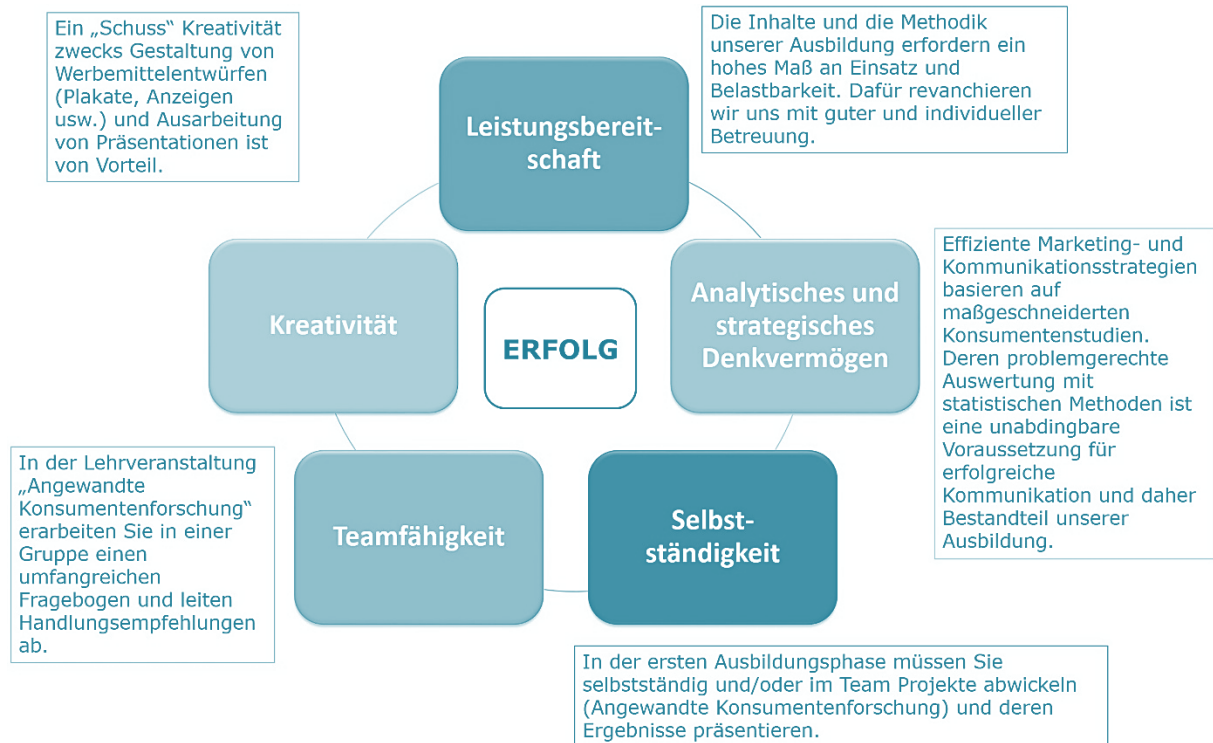 Ein „Schuss“ Kreativität
zwecks Gestaltung von
Werbemittelentwürfen
(Plakate, Anzeigen
usw.) und Ausarbeitung
von Präsentationen ist
von Vorteil.
Leistungsbereit-
schaft
Die Inhalte und die Methodik
unserer Ausbildung erfordern ein
hohes Maß an Einsatz und
Belastbarkeit. Dafür revanchieren
wir uns mit guter und individueller
Betreuung.
Kreativität
ERFOLG
Analytisches und
strategisches
Denkvermögen
Effiziente Marketing- und
Kommunikationsstrategien
basieren auf
maßgeschneiderten
Konsumentenstudien.
Deren problemgerechte
Auswertung mit
statistischen Methoden ist
eine unabdingbare
Voraussetzung für
erfolgreiche
Kommunikation und daher
Bestandteil unserer
Ausbildung.
In der Lehrveranstaltung
„Angewandte
Konsumentenforschung“
erarbeiten Sie in einer
Gruppe einen
umfangreichen
Fragebogen und leiten
Handlungsempfehlungen
ab.
Teamfähigkeit
Selbst-
ständigkeit
In der ersten Ausbildungsphase müssen Sie
selbstständig und/oder im Team Projekte abwickeln
(Angewandte Konsumentenforschung) und deren
Ergebnisse präsentieren.